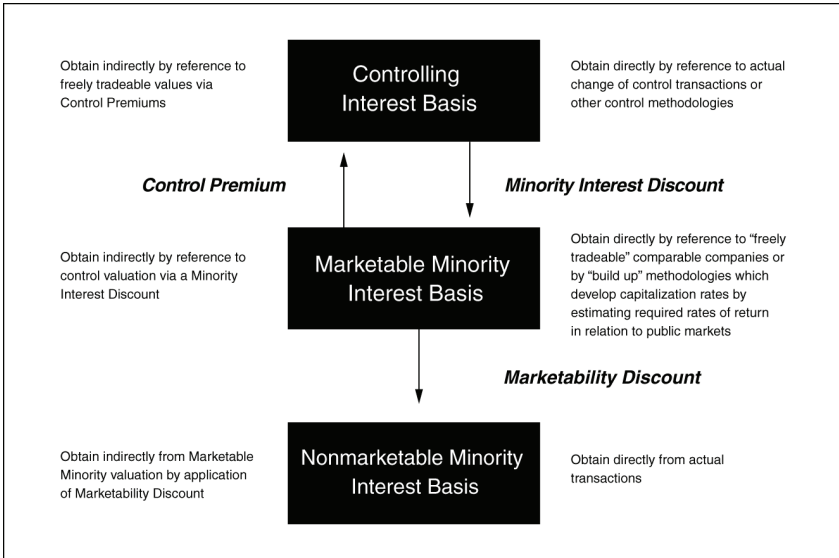 Obtain indirectly by reference to
freely tradeable values via
Control Premiums
Controlling
Interest Basis
Obtain directly by reference to actual
change of control transactions or
other control methodologies
Control Premium
Minority Interest Discount
Obtain indirectly by reference to
control valuation via a Minority
Interest Discount
Marketable Minority
Interest Basis
Obtain directly by reference to “freely
tradeable” comparable companies or
by “build up” methodologies which
develop capitalization rates by
estimating required rates of return
in relation to public markets
Marketability Discount
Obtain indirectly from Marketable
Minority valuation by application
of Marketability Discount
Nonmarketable Minority
Interest Basis
Obtain directly from actual
transactions